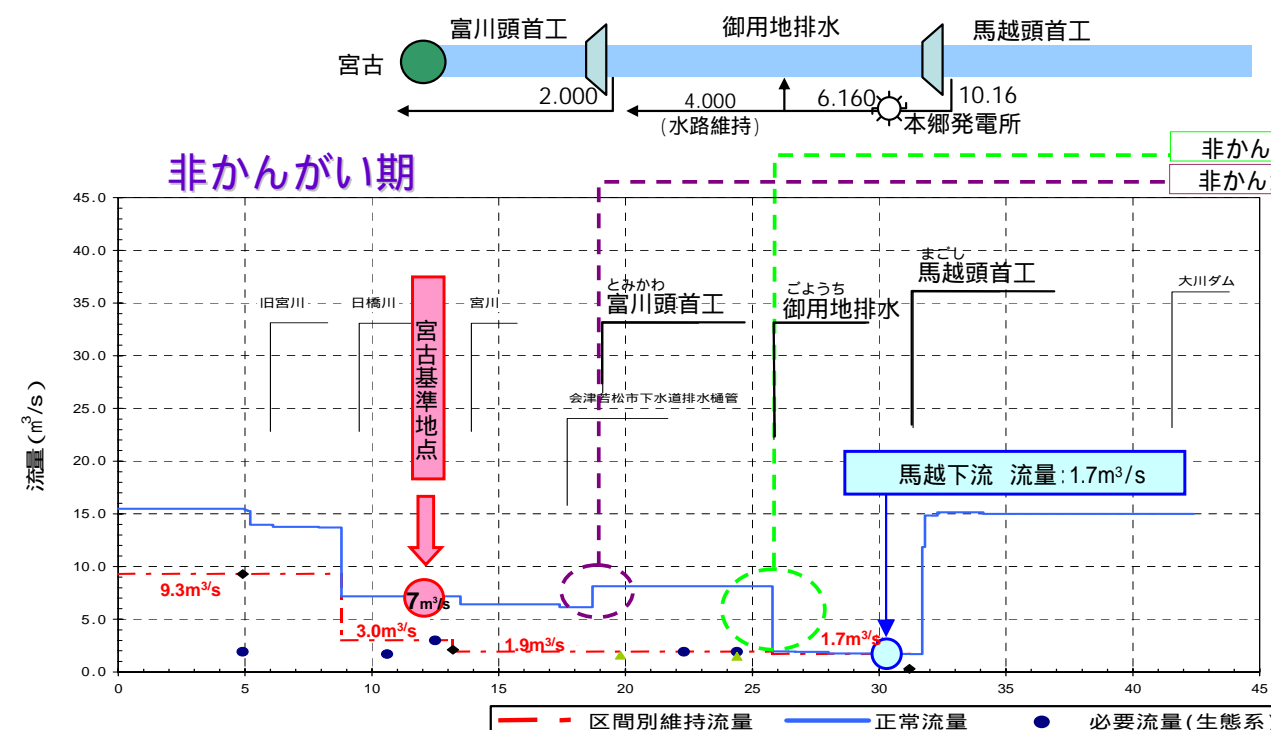 富川頭首工
御用地排水
馬越頭首工
宮古
2.000
4.000
(水路維持)
6.160
10.16
本郷発電所
非かんがい期
非かん
非かん
流量(㎥/s)
45.0
40.0
35.0
30.0
25.0
20.0
15.0
10.0
5.0
0.0
旧宮川
日橋川
宮古基準地点
宮川
会津若松市下水道排水樋管
とみかわ
富川頭首工
ごようち
御用地排水
まごし
馬越頭首工
大川ダム
馬越下流 流量:1.7m³/s
9.3m³/s
3.0m³/s
7m³/s
1.9m³/s
1.7m³/s
0 5 10 15 20 25 30 35 40 45
区間別維持流量 正常流量 必要流量(生態系)